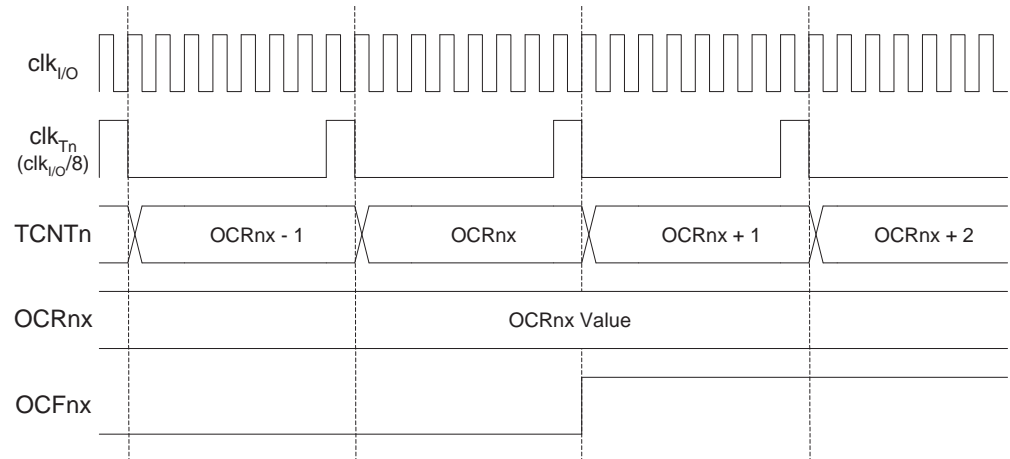 clkI/O
clkTn
(clkI/O/8)
TCNTn
OCRnx - 1
OCRnx
OCRnx + 1
OCRnx + 2
OCRnx
OCRnx Value
OCFnx